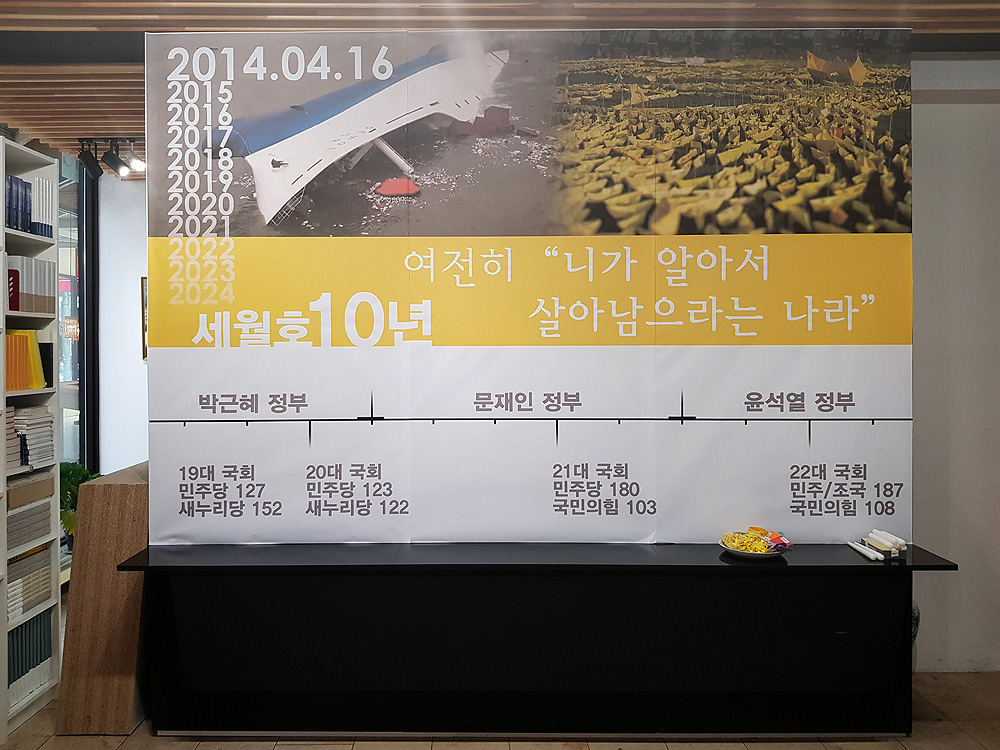 2014.04.16
2015
2016
2017
2018
2019
2020
2021
2022
2023
2024
여전히 “니가 알아서
살아남으라는 나라”
세월호10년
박근혜 정부
문재인 정부
윤석열 정부
19대 국회
민주당 127
새누리당 152
20대 국회
민주당 123
새누리당 122
21대 국회
민주당 180
국민의힘 103
22대 국회
민주/조국 187
국민의힘 108